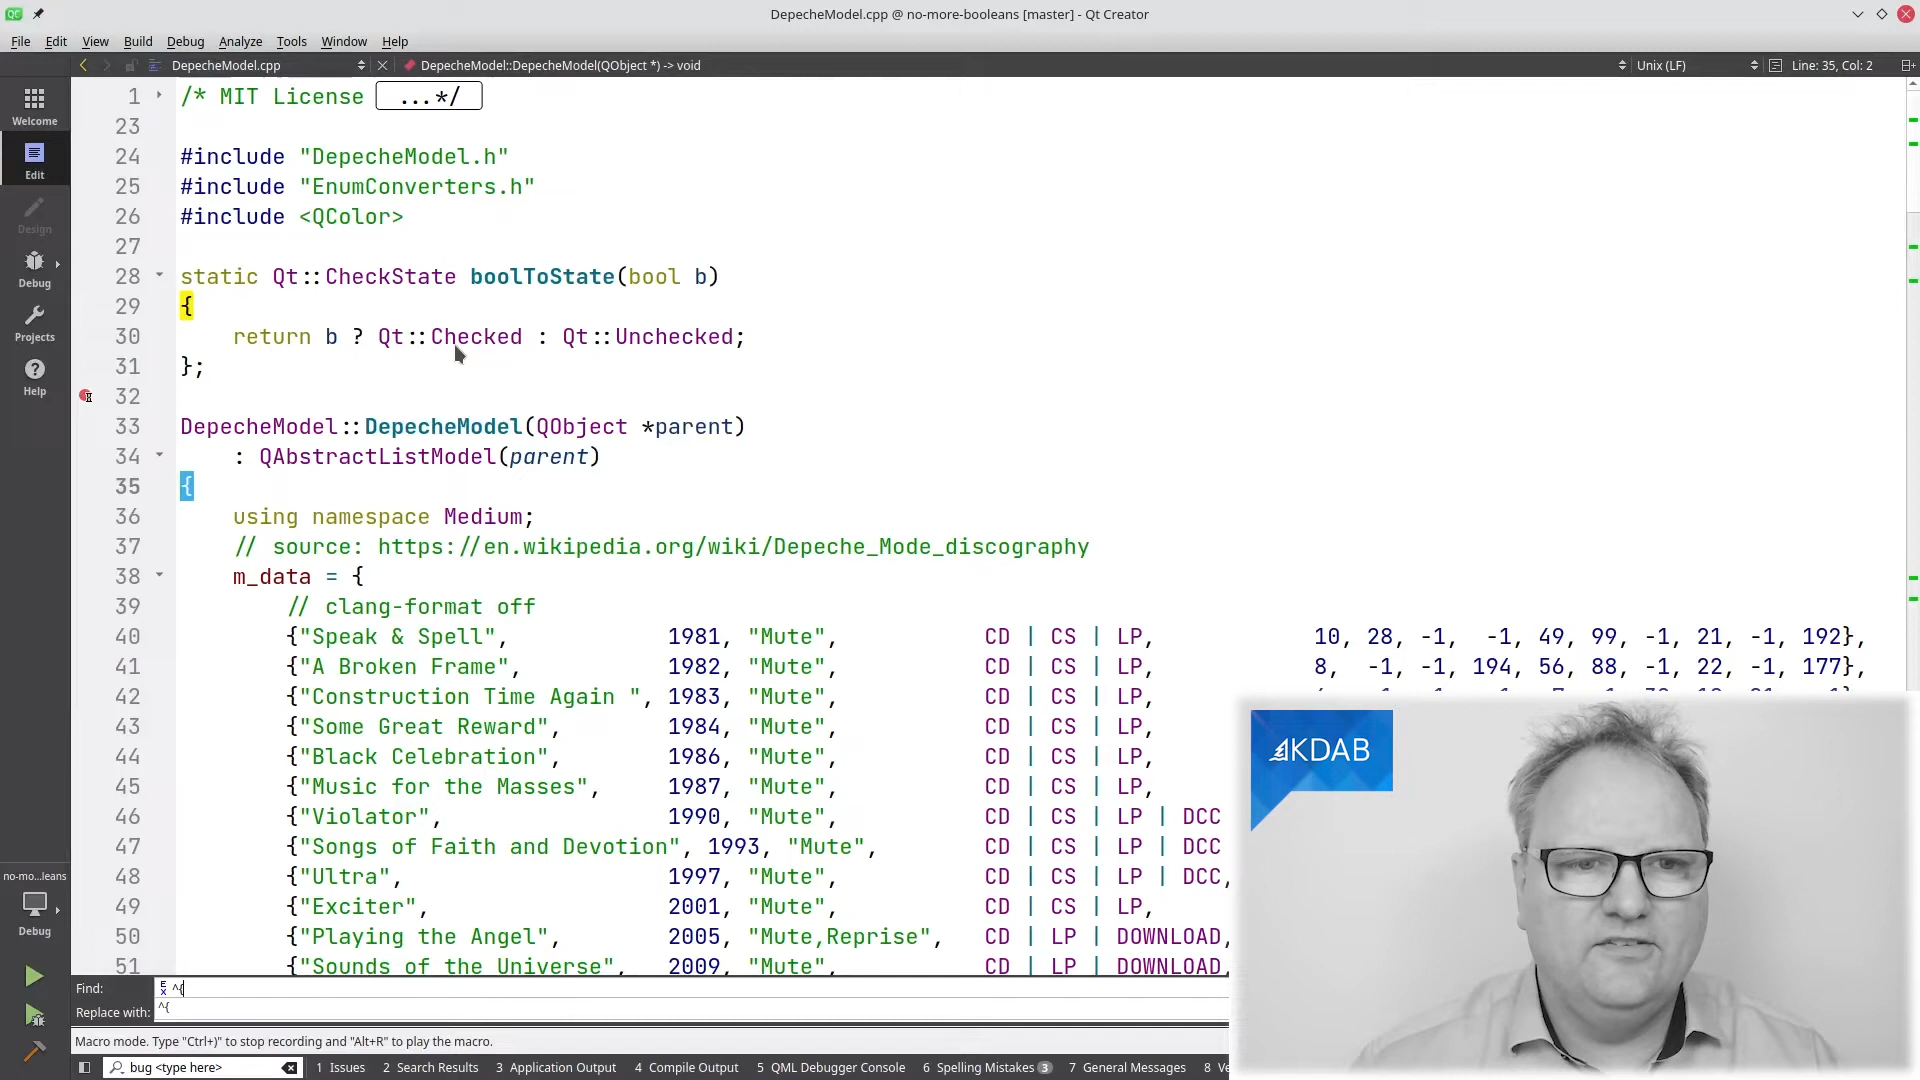 DepecheModel.cpp @ no-more-booleans [master] - Qt Creator
File Edit View Build Debug Analyze Tools Window Help
DepecheModel.cpp DepecheModel::DepecheModel(QObject *) -> void Unix (LF) Line: 35, Col: 2
Welcome
Edit
Design
Debug
Projects
Help
no-mo...leans
Debug
1 /* MIT License ...*/
23
24 #include "DepecheModel.h"
25 #include "EnumConverters.h"
26 #include <QColor>
27
28 static Qt::CheckState boolToState(bool b)
29 {
30 return b ? Qt::Checked : Qt::Unchecked;
31 };
32
33 DepecheModel::DepecheModel(QObject *parent)
34 : QAbstractListModel(parent)
35 {
36 using namespace Medium;
37 // source: https://en.wikipedia.org/wiki/Depeche_Mode_discography
38 m_data = {
39 // clang-format off
40 {"Speak & Spell", 1981, "Mute", CD | CS | LP, 10, 28, -1, -1, 49, 99, -1, 21, -1, 192},
41 {"A Broken Frame", 1982, "Mute", CD | CS | LP, 8, -1, -1, 194, 56, 88, -1, 22, -1, 177},
42 {"Construction Time Again ", 1983, "Mute", CD | CS | LP,
43 {"Some Great Reward", 1984, "Mute", CD | CS | LP,
44 {"Black Celebration", 1986, "Mute", CD | CS | LP,
45 {"Music for the Masses", 1987, "Mute", CD | CS | LP,
46 {"Violator", 1990, "Mute", CD | CS | LP | DCC
47 {"Songs of Faith and Devotion", 1993, "Mute", CD | CS | LP | DCC
48 {"Ultra", 1997, "Mute", CD | CS | LP | DCC,
49 {"Exciter", 2001, "Mute", CD | CS | LP,
50 {"Playing the Angel", 2005, "Mute,Reprise", CD | LP | DOWNLOAD,
51 {"Sounds of the Universe", 2009, "Mute", CD | LP | DOWNLOAD,
KDAB
Find: ^{
Replace with: ^{
Macro mode. Type "Ctrl+)" to stop recording and "Alt+R" to play the macro.
bug <type here> 1 Issues 2 Search Results 3 Application Output 4 Compile Output 5 QML Debugger Console 6 Spelling Mistakes 3 7 General Messages 8 Ve